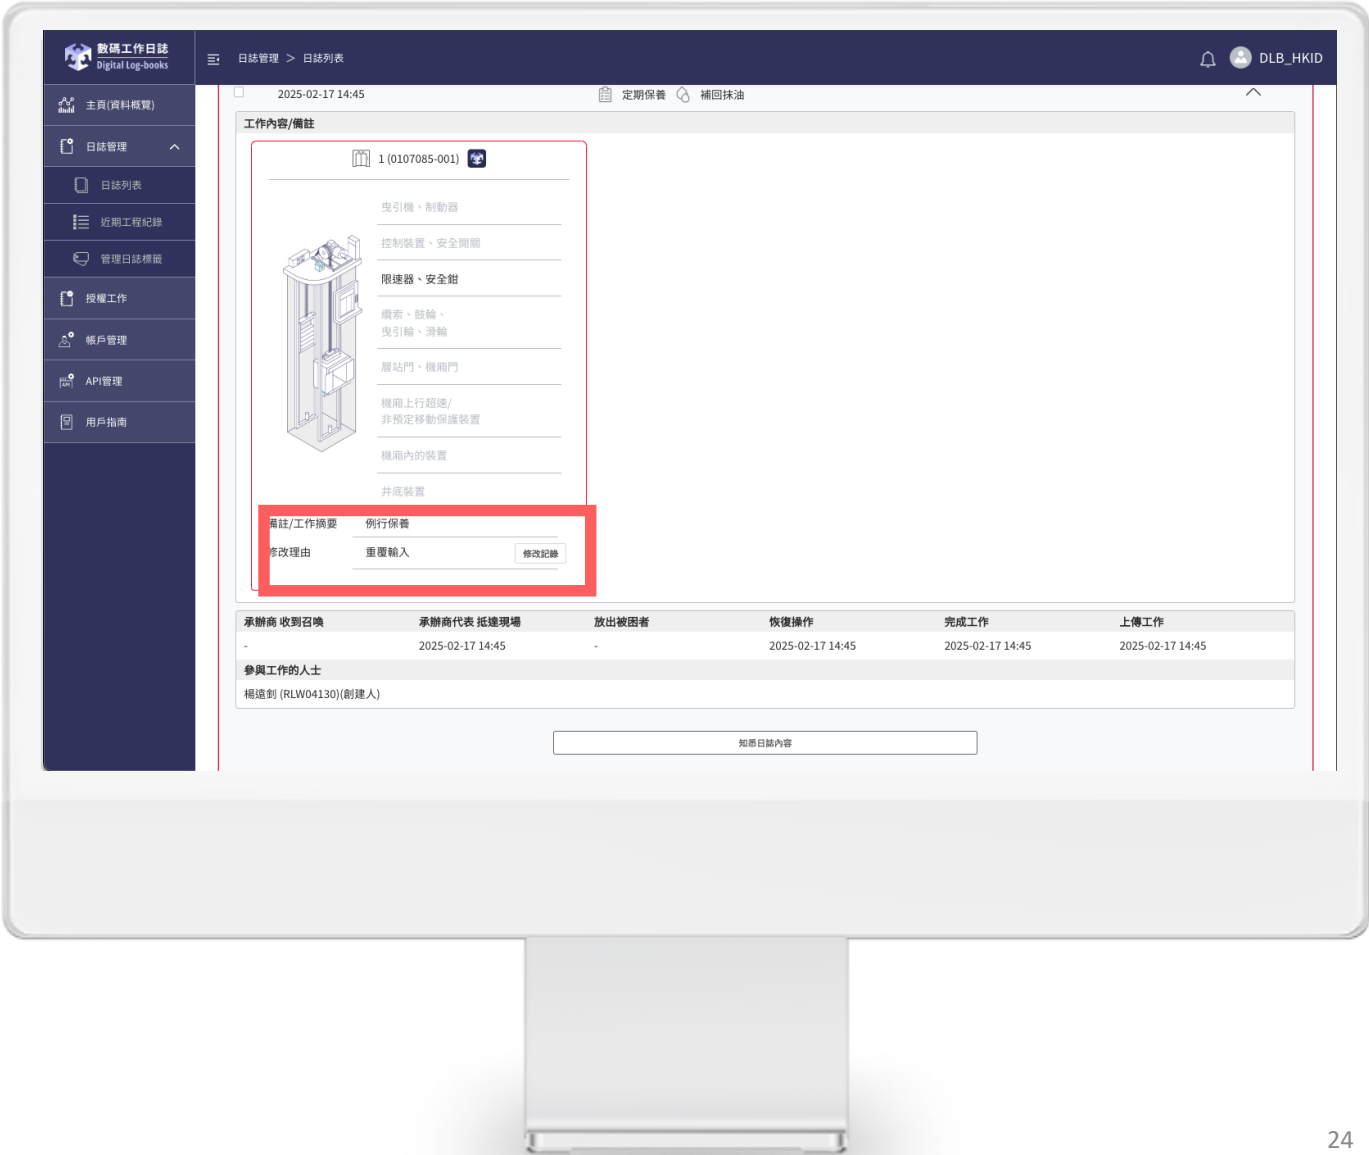 數碼工作日誌
Digital Log-books
日誌管理 > 日誌列表
DLB_HKID
主頁(資料概覽)
日誌管理
日誌列表
近期工程紀錄
管理日誌標籤
授權工作
帳戶管理
API管理
用戶指南
2025-02-17 14:45 定期保養 補回抹油
工作內容/備註
1 (0107085-001)
曳引機、制動器
控制裝置、安全開關
限速器、安全鉗
纜索、鼓輪、
曳引輪、滑輪
層站門、機廂門
機廂上行超速/
非預定移動保護裝置
機廂內的裝置
井底裝置
備註/工作摘要 例行保養
修改理由 重覆輸入 修改記錄
承辦商 收到召喚 承辦商代表 抵達現場 放出被困者 恢復操作 完成工作 上傳工作
- 2025-02-17 14:45 - 2025-02-17 14:45 2025-02-17 14:45 2025-02-17 14:45
參與工作的人士
楊遠釗 (RLW04130)(創建人)
知悉日誌內容
24